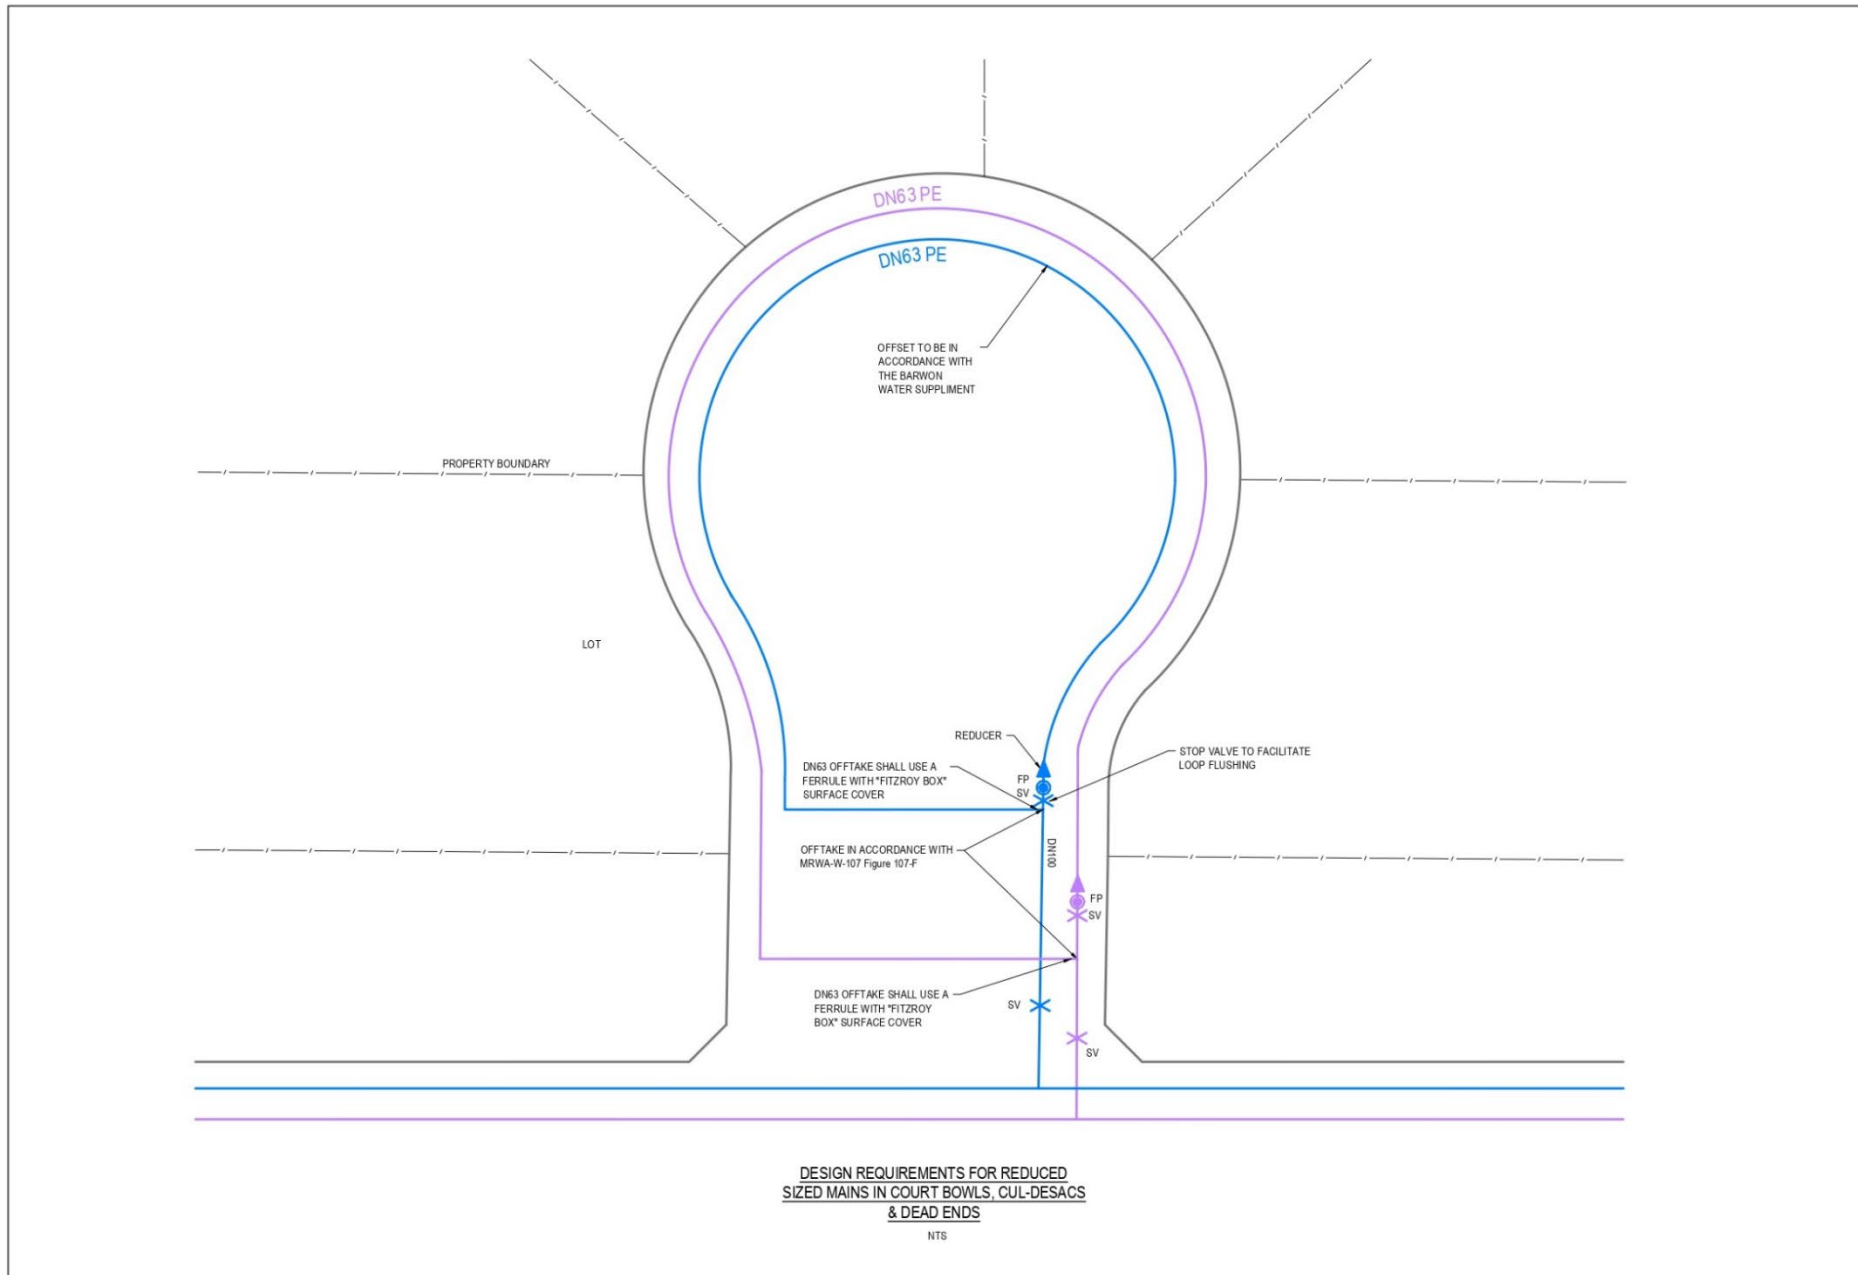 DN63 PE
DN63 PE
OFFSET TO BE IN
ACCORDANCE WITH
THE BARWON
WATER SUPPLIMENT
PROPERTY BOUNDARY
LOT
REDUCER
STOP VALVE TO FACILITATE
LOOP FLUSHING
DN63 OFFTAKE SHALL USE A
FERRULE WITH "FITZROY BOX"
SURFACE COVER
FP
SV
DN100
OFFTAKE IN ACCORDANCE WITH
MRWA-W-107 Figure 107-F
FP
SV
DN63 OFFTAKE SHALL USE A
FERRULE WITH "FITZROY
BOX" SURFACE COVER
SV
SV
DESIGN REQUIREMENTS FOR REDUCED
SIZED MAINS IN COURT BOWLS, CUL-DESACS
& DEAD ENDS
NTS